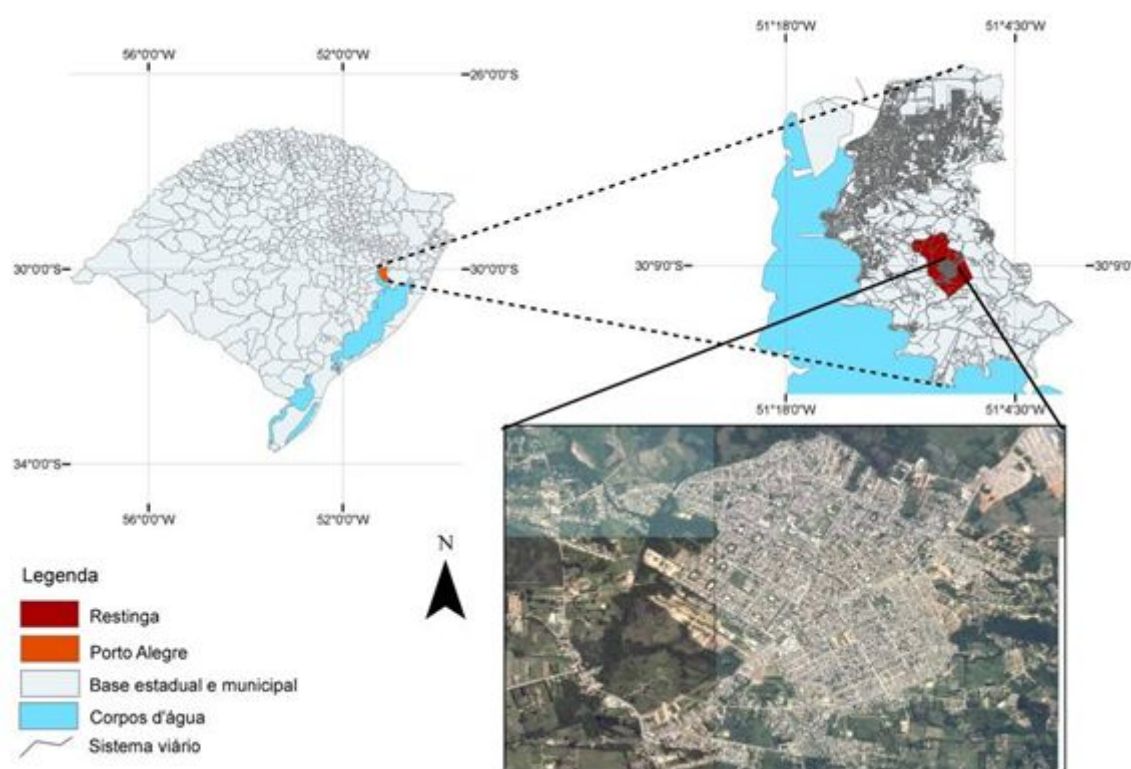 56°0'0"W
52°0'0"W
26°0'0"S
30°0'0"S
30°0'0"S
34°0'0"S
56°0'0"W
52°0'0"W
51°18'0"W
51°4'30"W
30°9'0"S
30°9'0"S
51°18'0"W
51°4'30"W
N
Legenda
Restinga
Porto Alegre
Base estadual e municipal
Corpos d'água
Sistema viário